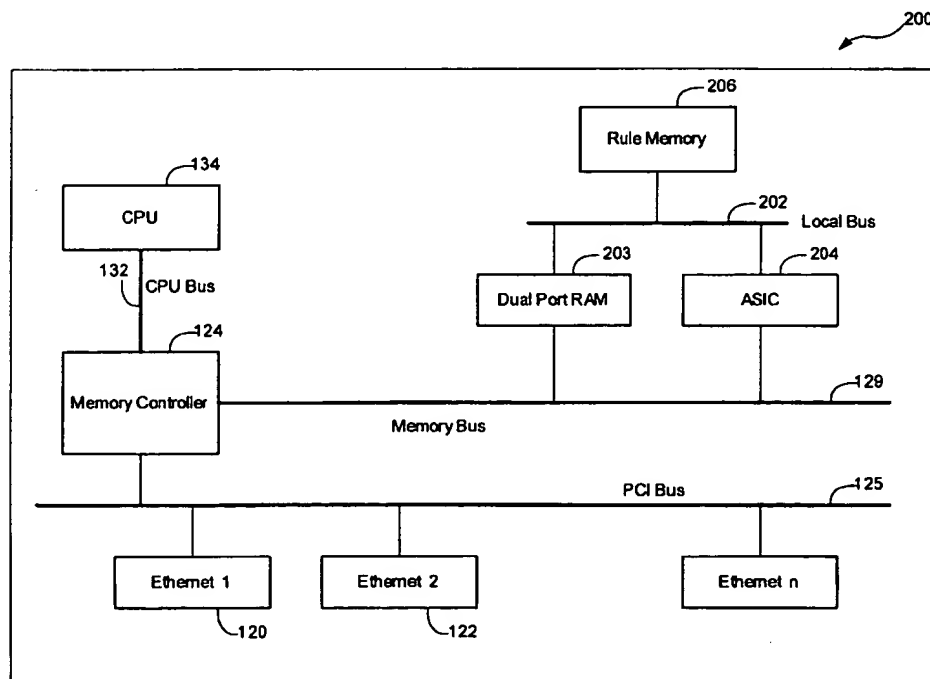 200
206
Rule Memory
134
CPU
202
Local Bus
132
CPU Bus
203
204
Dual Port RAM
ASIC
124
Memory Controller
129
Memory Bus
PCI Bus
125
Ethernet 1
Ethernet 2
Ethernet n
120
122